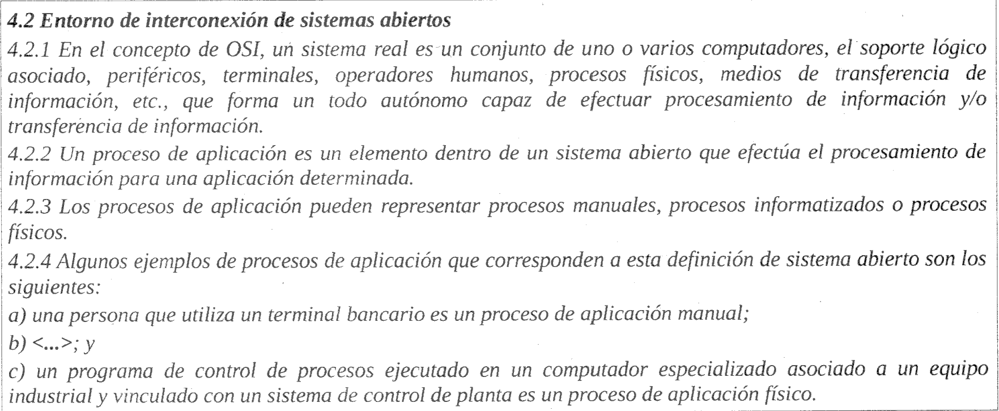 4.2 Entorno de interconexión de sistemas abiertos
4.2.1 En el concepto de OSI, un sistema real es un conjunto de uno o varios computadores, el soporte lógico
asociado, periféricos, terminales, operadores humanos, procesos físicos, medios de transferencia de
información, etc., que forma un todo autónomo capaz de efectuar procesamiento de información y/o
transferencia de información.
4.2.2 Un proceso de aplicación es un elemento dentro de un sistema abierto que efectúa el procesamiento de
información para una aplicación determinada.
4.2.3 Los procesos de aplicación pueden representar procesos manuales, procesos informatizados o procesos
físicos.
4.2.4 Algunos ejemplos de procesos de aplicación que corresponden a esta definición de sistema abierto son los
siguientes:
a) una persona que utiliza un terminal bancario es un proceso de aplicación manual;
b) <...>; y
c) un programa de control de procesos ejecutado en un computador especializado asociado a un equipo
industrial y vinculado con un sistema de control de planta es un proceso de aplicación físico.